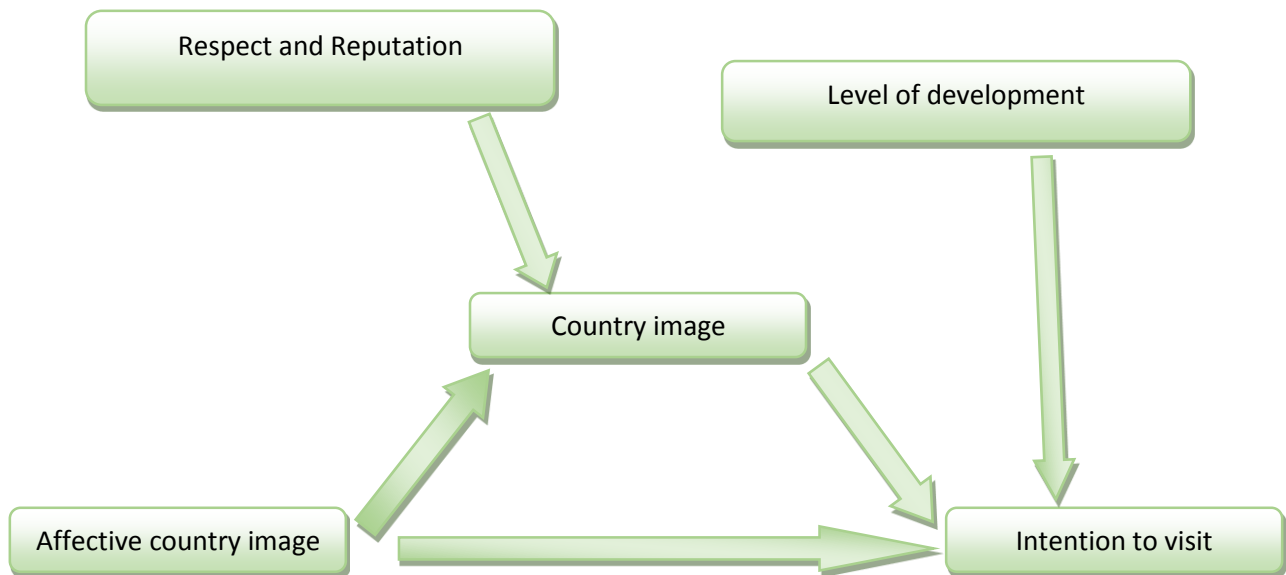 Respect and Reputation
Level of development
Country image
Affective country image
Intention to visit